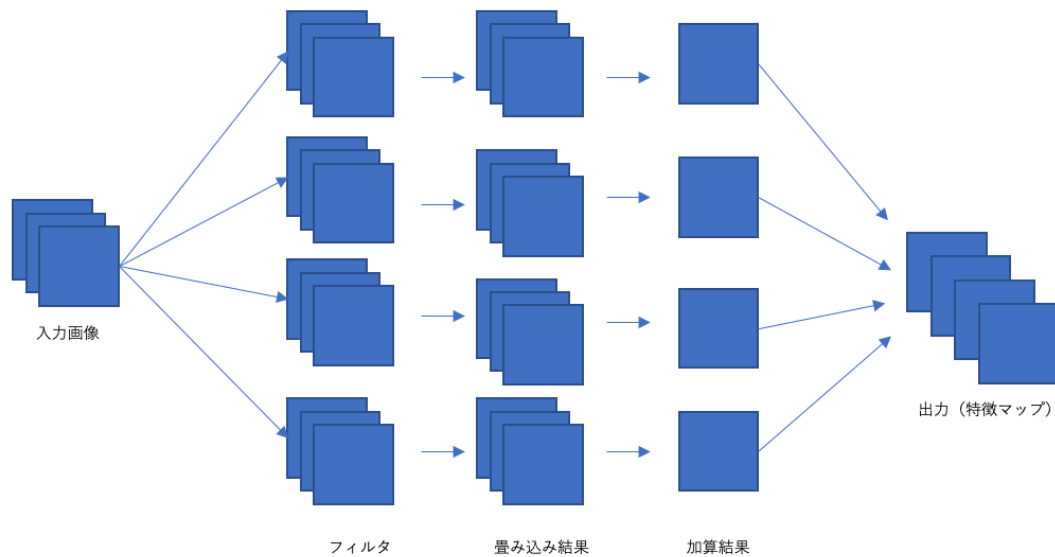 入力画像
出力（特徴マップ）
フィルタ
畳み込み結果
加算結果